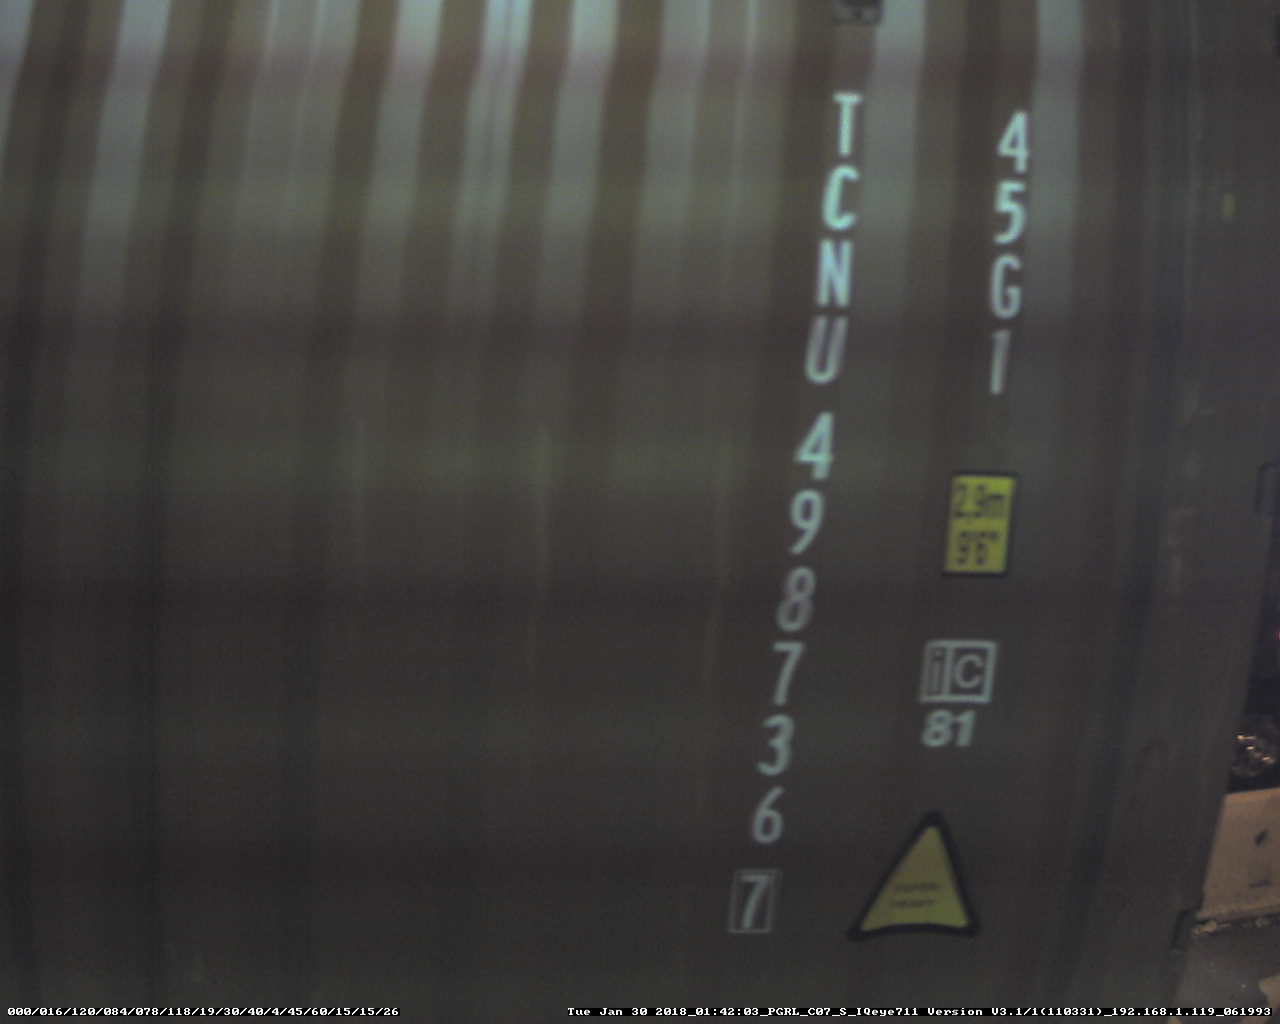 TCNU 498736 7
45G1
2,9m
9'6"
iC
81
000/016/120/084/078/118/19/30/40/4/45/60/15/15/26
Tue Jan 30 2018_01:42:03_PGRL_C07_S_IQeye711 Version V3.1/1(110331)_192.168.1.119_061993